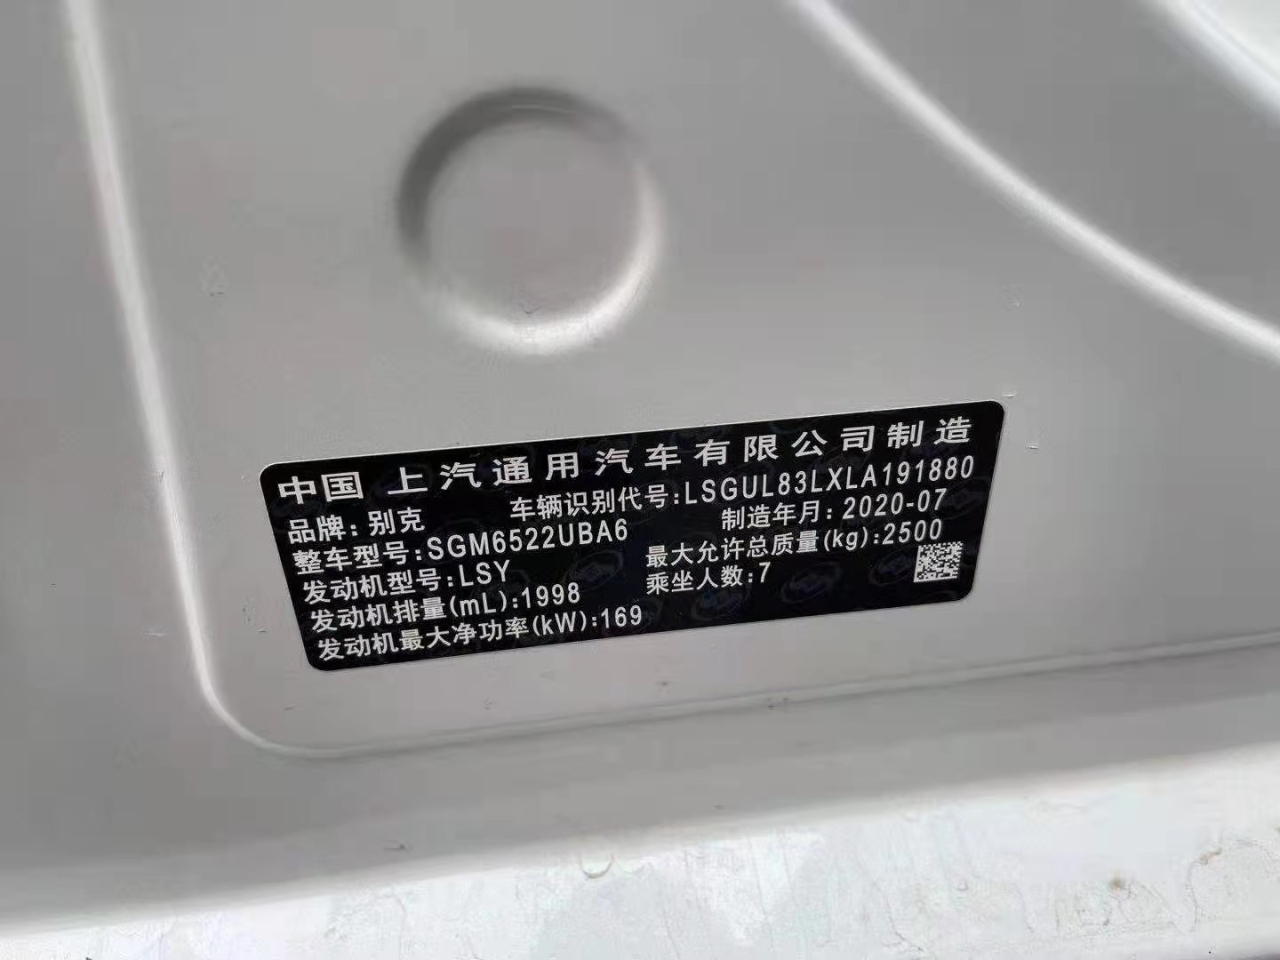 中国 上汽通用汽车有限公司制造
品牌:别克 车辆识别代号:LSGUL83LXLA191880
整车型号:SGM6522UBA6 制造年月:2020-07
发动机型号:LSY 最大允许总质量(kg):2500
发动机排量(mL):1998 乘坐人数:7
发动机最大净功率(kW):169